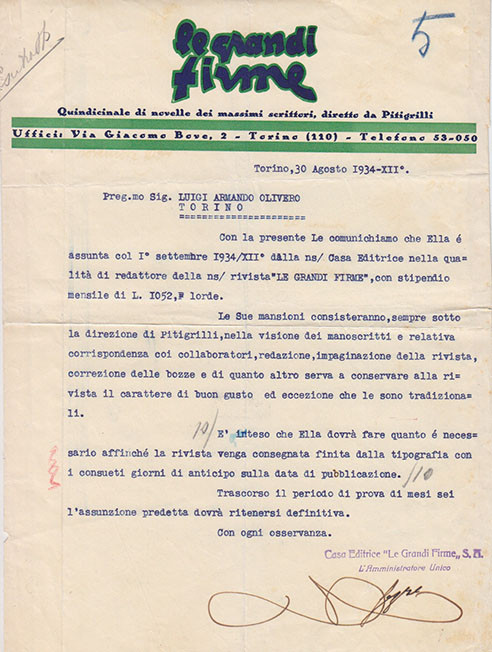 5
le grandi
firme
Quindicinale di novelle dei massimi scrittori, diretto da Pitigrilli
Uffici: Via Giacomo Bove, 2 - Torino (110) - Telefono 53-050
Torino, 30 Agosto 1934-XII°.
Preg.mo Sig. LUIGI ARMANDO OLIVERO
TORINO
=====================
Con la presente Le comunichiamo che Ella é
assunta col I° settembre I934/XII° dalla ns/ Casa Editrice nella qua-
lità di redattore della ns/ rivista "LE GRANDI FIRME", con stipendio
mensile di L. I052,= lorde.
Le Sue mansioni consisteranno, sempre sotto
la direzione di Pitigrilli, nella visione dei manoscritti e relativa
corrispondenza coi collaboratori, redazione, impaginazione della rivista,
correzione delle bozze e di quanto altro serva a conservare alla ri-
vista il carattere di buon gusto ed eccezione che le sono tradiziona-
li.
10/ E' inteso che Ella dovrà fare quanto é neces-
sario affinché la rivista venga consegnata finita dalla tipografia con
i consueti giorni di anticipo sulla data di pubblicazione. /10
Trascorso il periodo di prova di mesi sei
l'assunzione predetta dovrà ritenersi definitiva.
Con ogni osservanza.
Casa Editrice "Le Grandi Firme„ S. A.
L'Amministratore Unico